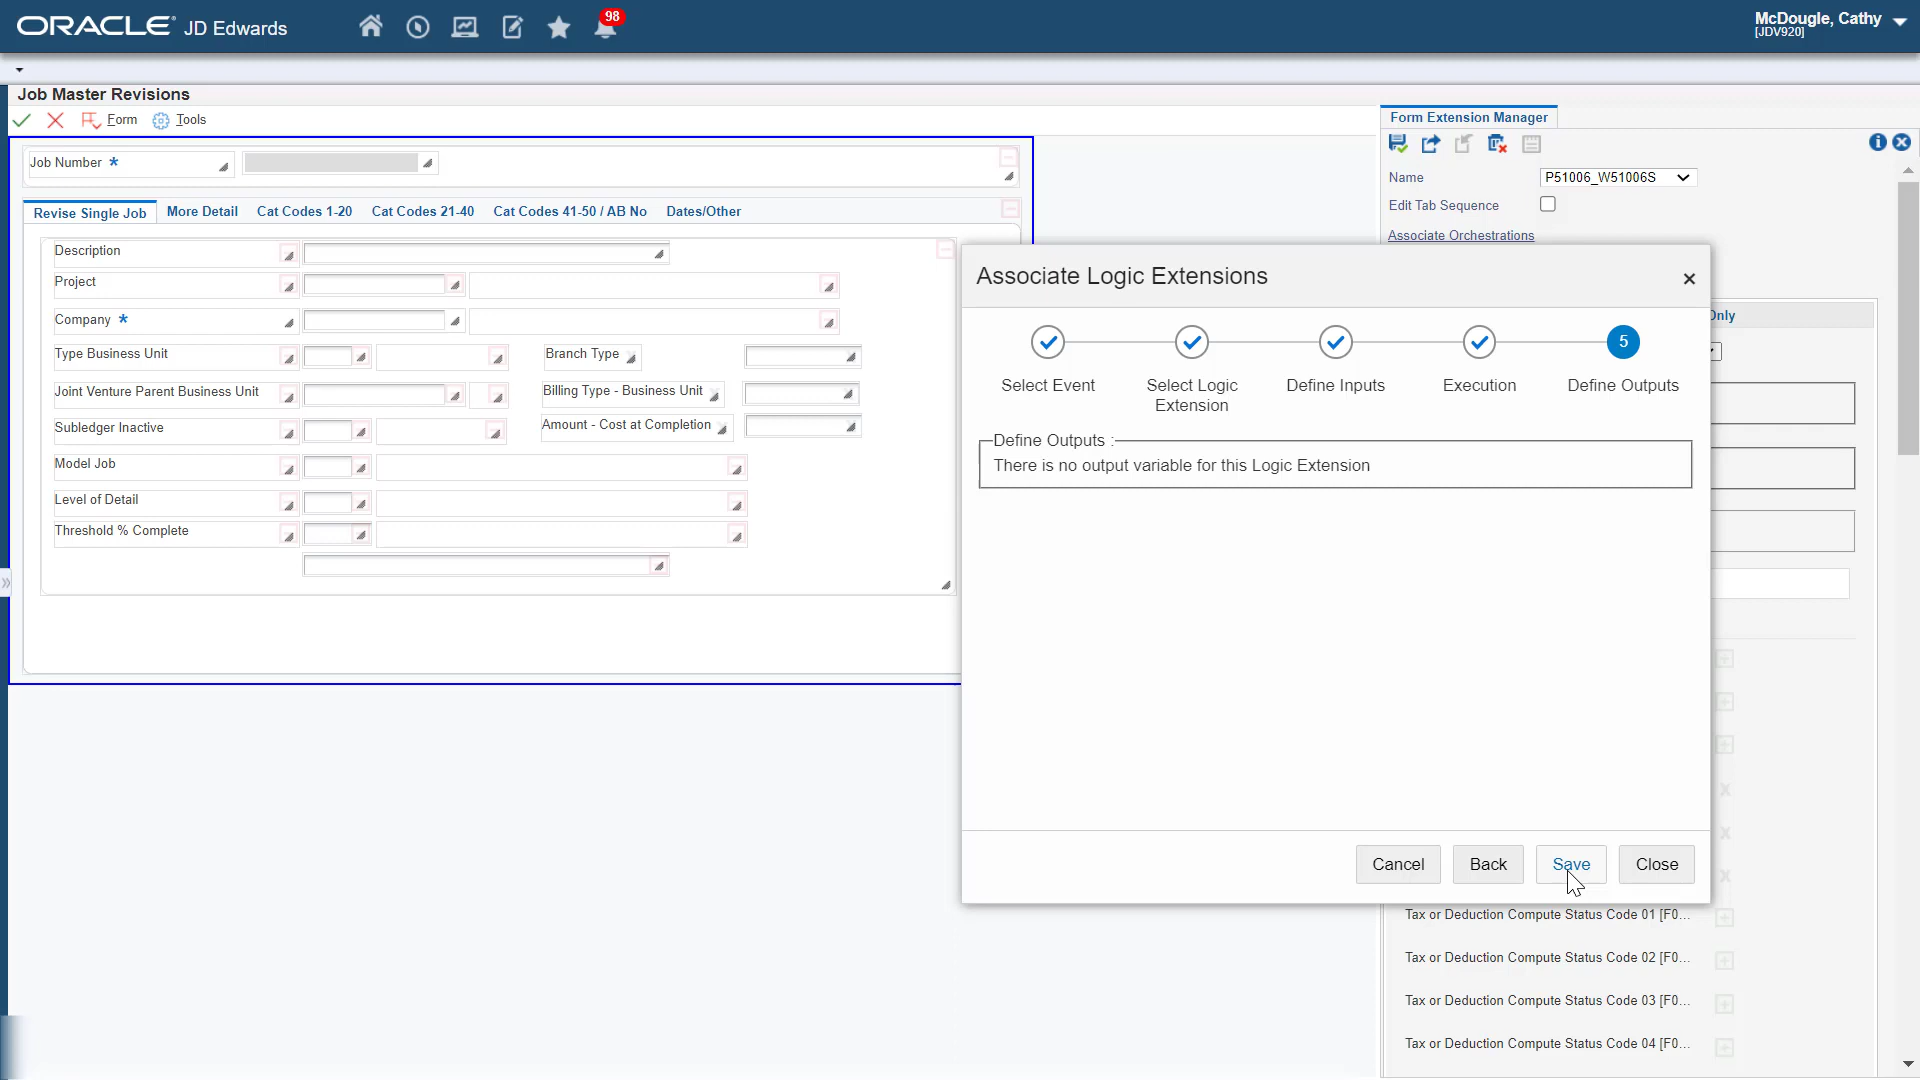 ORACLE JD Edwards
98
McDougle, Cathy
[JDV920]
Job Master Revisions
Form
Tools
Form Extension Manager
Job Number *
Name
P51006_W51006S
Edit Tab Sequence
Associate Orchestrations
Revise Single Job
More Detail
Cat Codes 1-20
Cat Codes 21-40
Cat Codes 41-50 / AB No
Dates/Other
Description
Project
Company *
Type Business Unit
Branch Type
Joint Venture Parent Business Unit
Billing Type - Business Unit
Subledger Inactive
Amount - Cost at Completion
Model Job
Level of Detail
Threshold % Complete
Associate Logic Extensions
×
Only
5
Select Event
Select Logic
Extension
Define Inputs
Execution
Define Outputs
Define Outputs :
There is no output variable for this Logic Extension
Cancel
Back
Save
Close
Tax or Deduction Compute Status Code 01 [F0...
Tax or Deduction Compute Status Code 02 [F0...
Tax or Deduction Compute Status Code 03 [F0...
Tax or Deduction Compute Status Code 04 [F0...